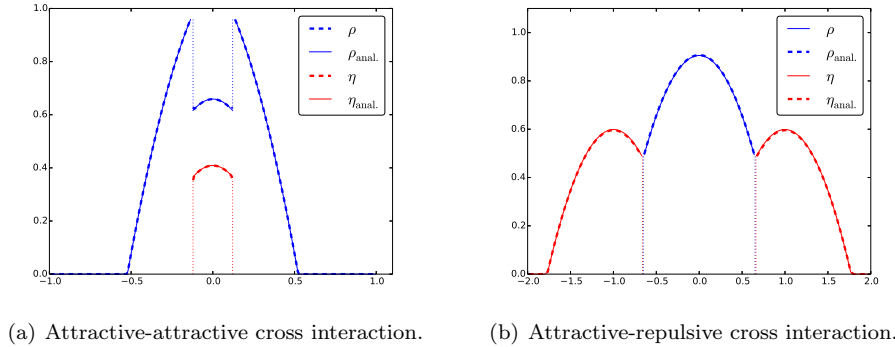 1.0
0.8
0.6
0.4
0.2
0.0
−1.0 −0.5 0.0 0.5 1.0
ρ
ρanal.
η
ηanal.
1.0
0.8
0.6
0.4
0.2
0.0
−2.0 −1.5 −1.0 −0.5 0.0 0.5 1.0 1.5 2.0
ρ
ρanal.
η
ηanal.
(a) Attractive-attractive cross interaction.
(b) Attractive-repulsive cross interaction.